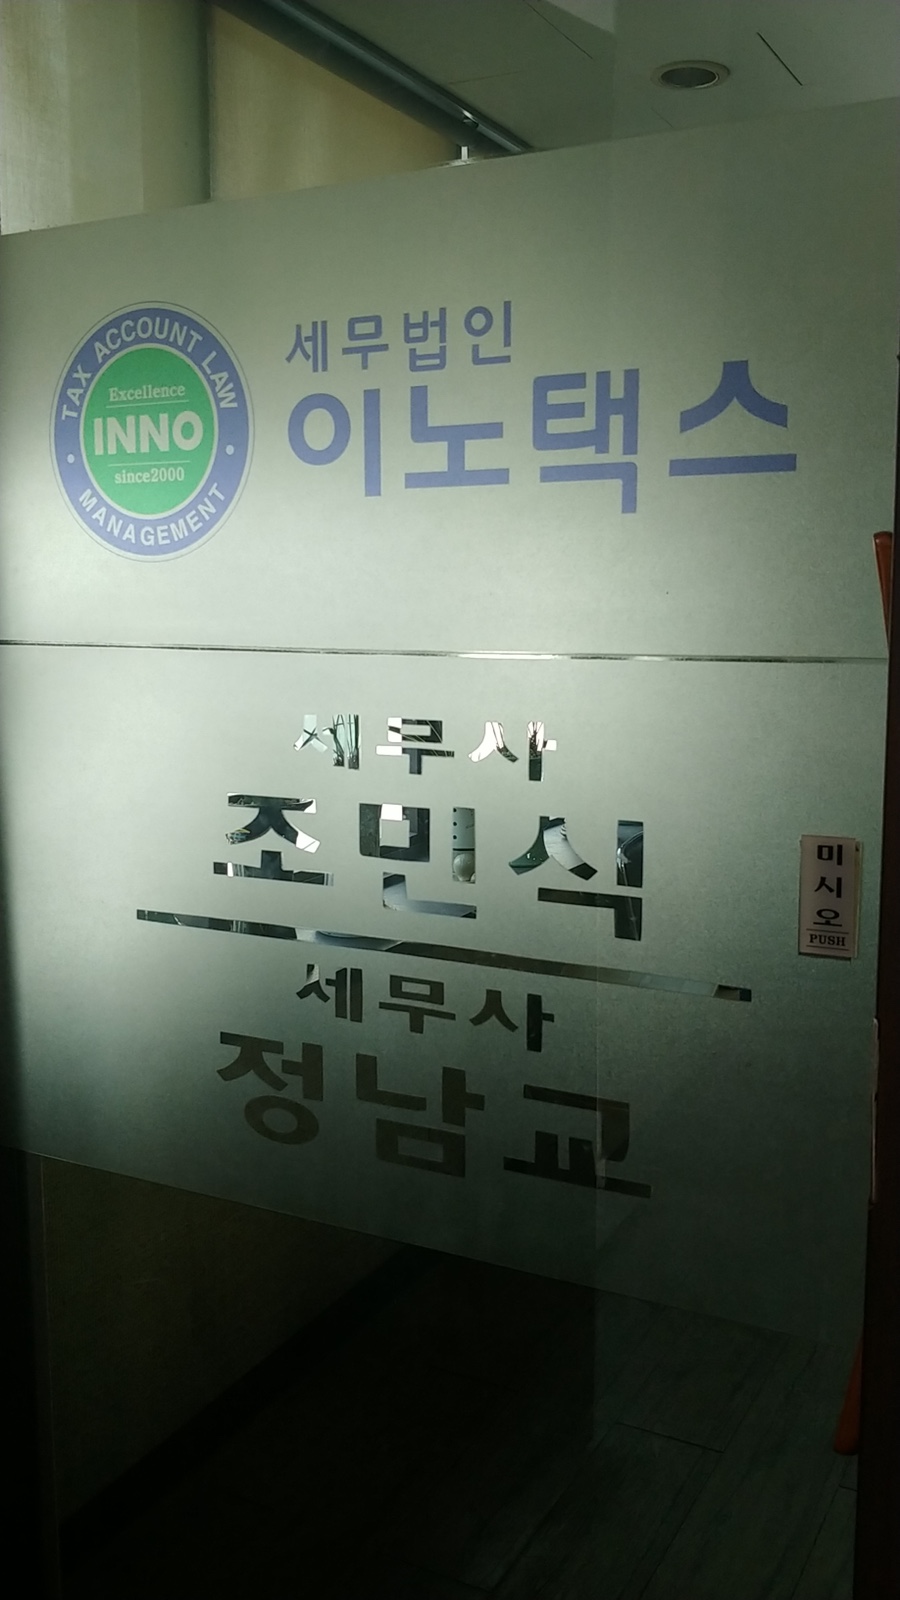 TAX ACCOUNT LAW
Excellence
INNO
since2000
MANAGEMENT
세무법인
이노택스
세무사
조민식
세무사
정남교
미시오
PUSH